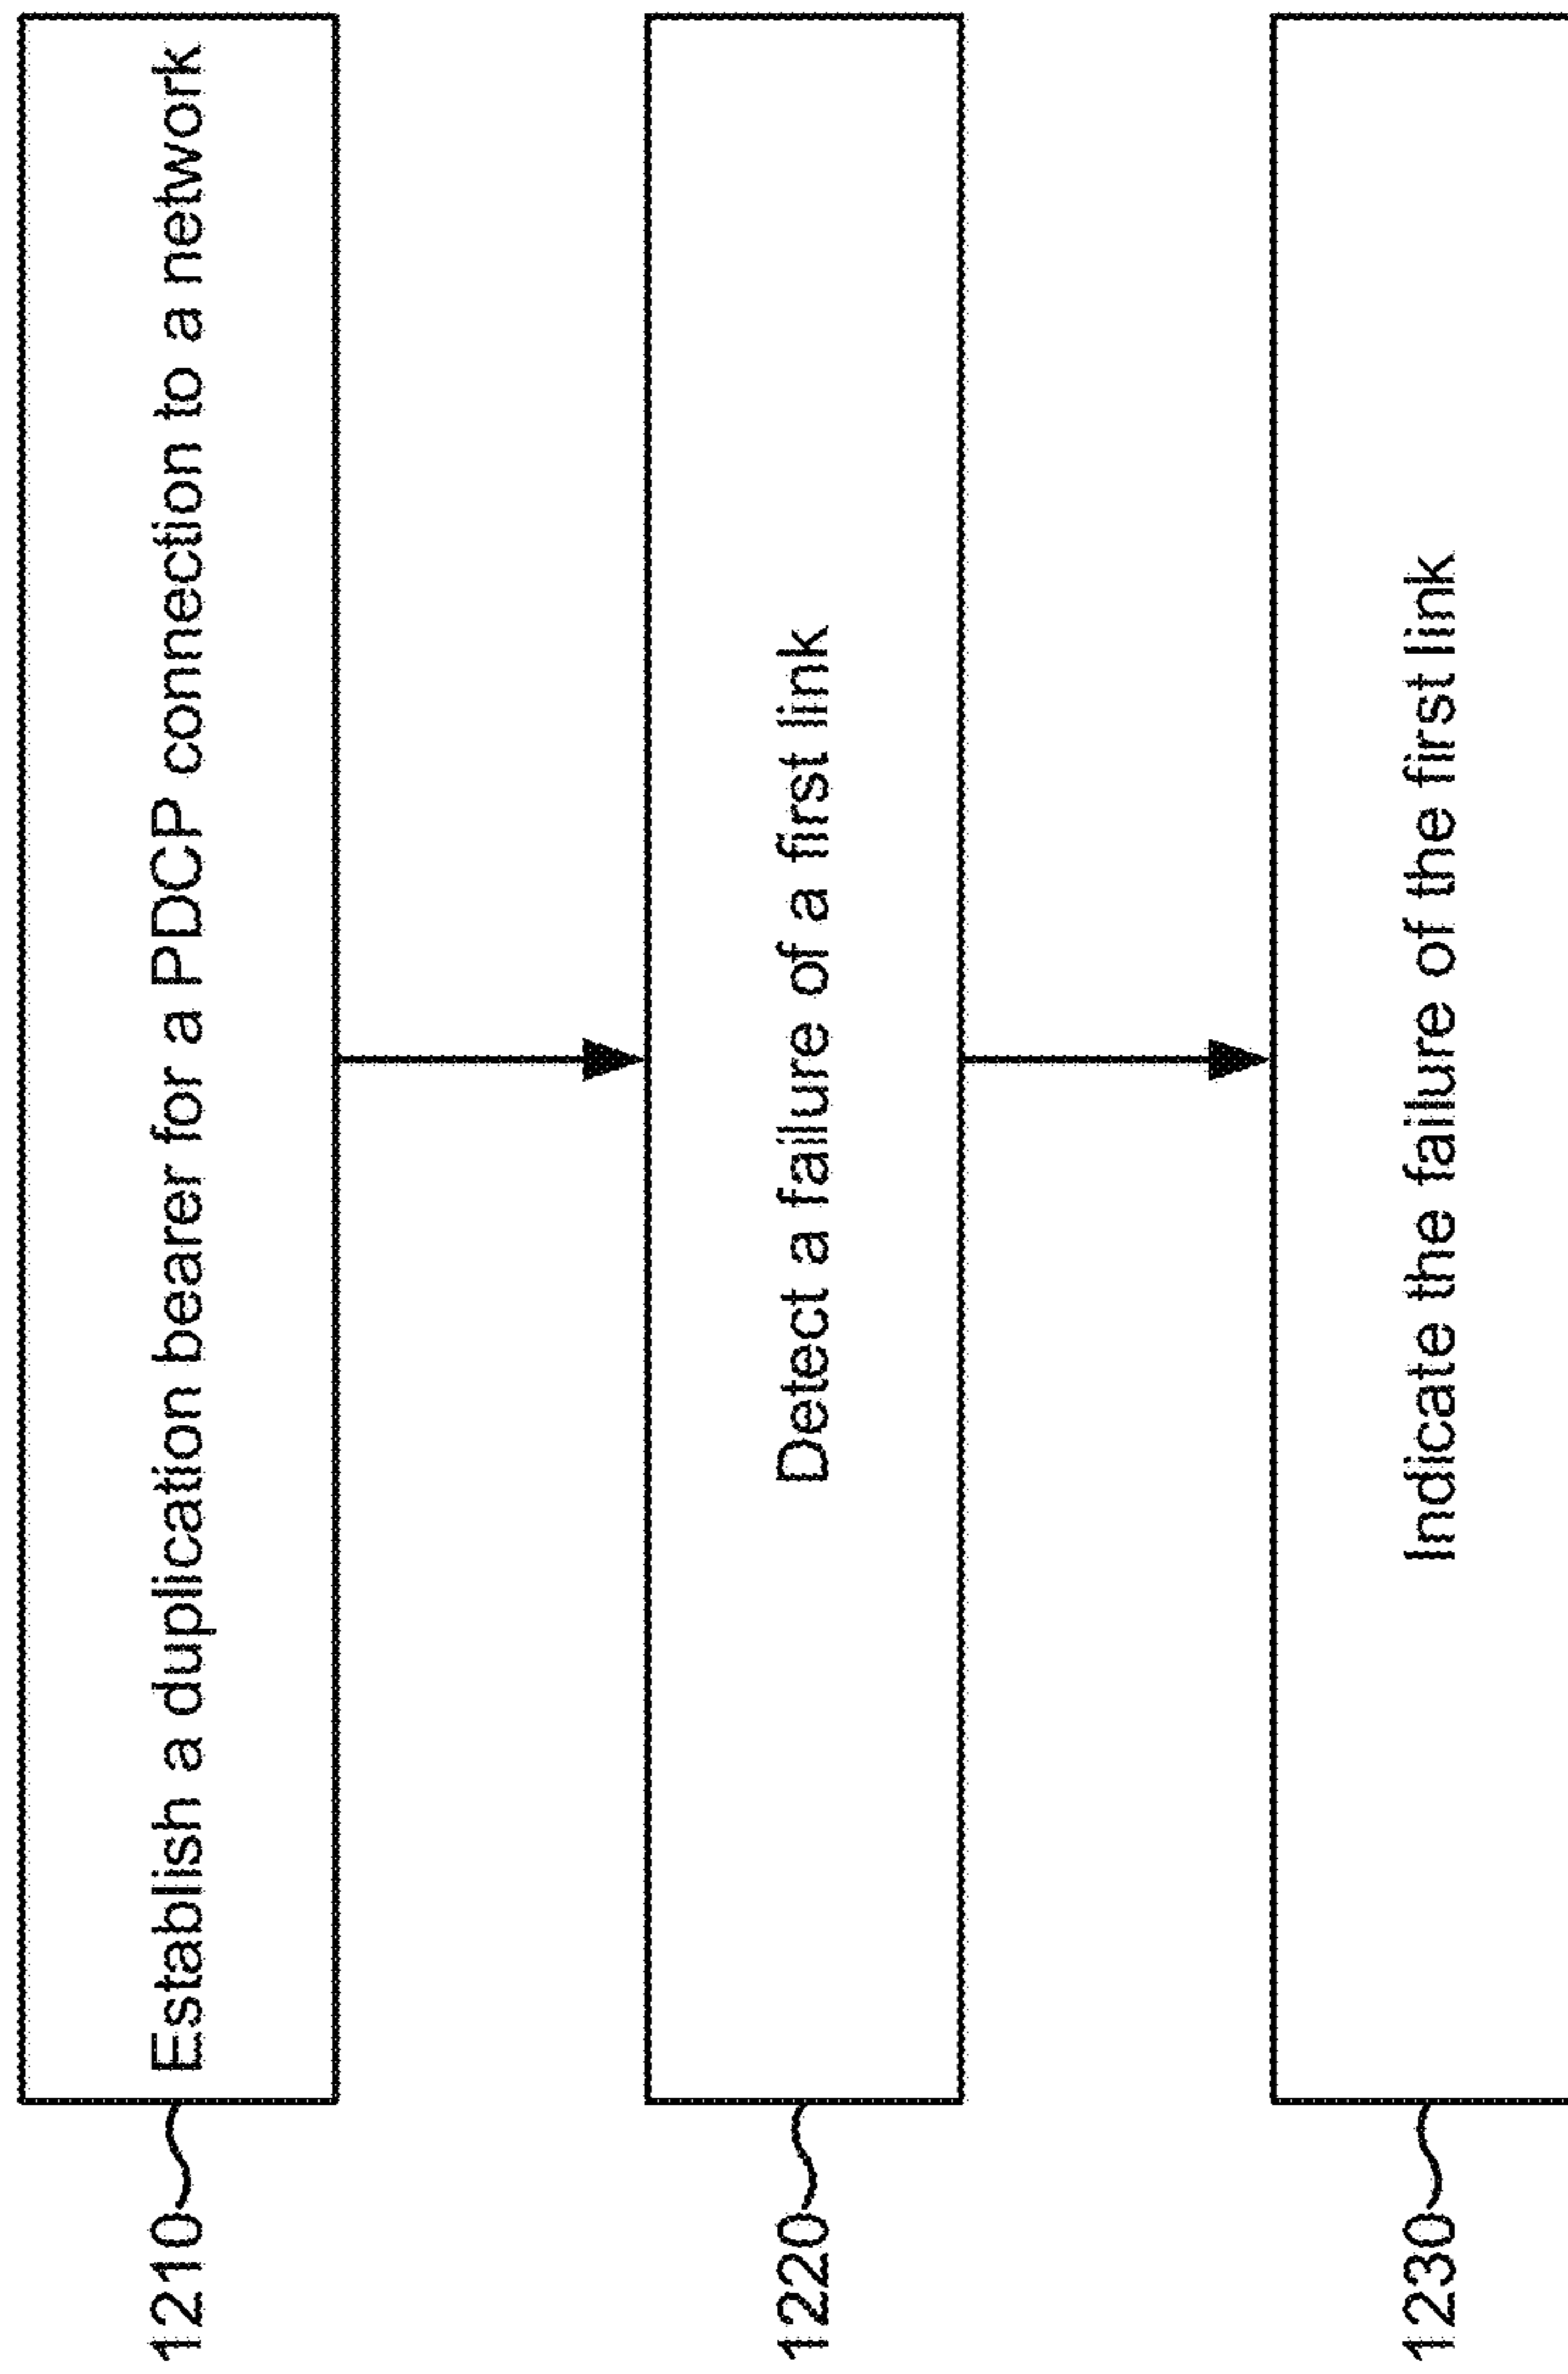 1210
Establish a duplication bearer for a PDCP connection to a network
1220
Detect a failure of a first link
1230
Indicate the failure of the first link